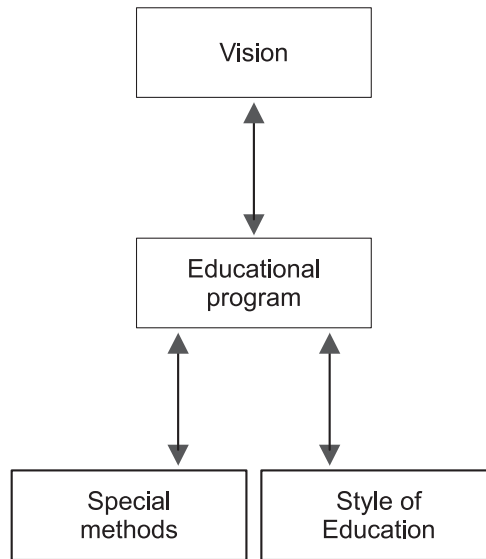 Vision
Educational
program
Special
methods
Style of
Education